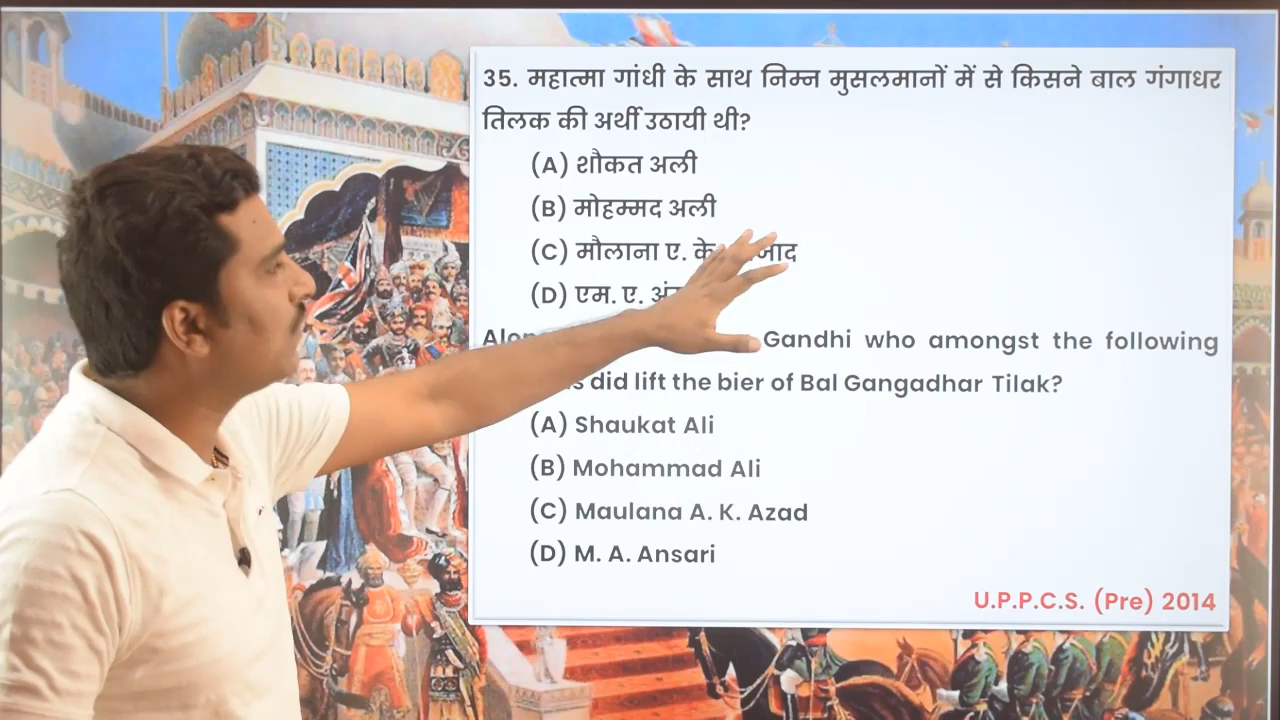 35. महात्मा गांधी के साथ निम्न मुसलमानों में से किसने बाल गंगाधर
तिलक की अर्थी उठायी थी?
(A) शौकत अली
(B) मोहम्मद अली
(C) मौलाना ए.
(D) एम. ए.
Gandhi who amongst the following
did lift the bier of Bal Gangadhar Tilak?
(A) Shaukat Ali
(B) Mohammad Ali
(C) Maulana A. K. Azad
(D) M. A. Ansari
U.P.P.C.S. (Pre) 2014